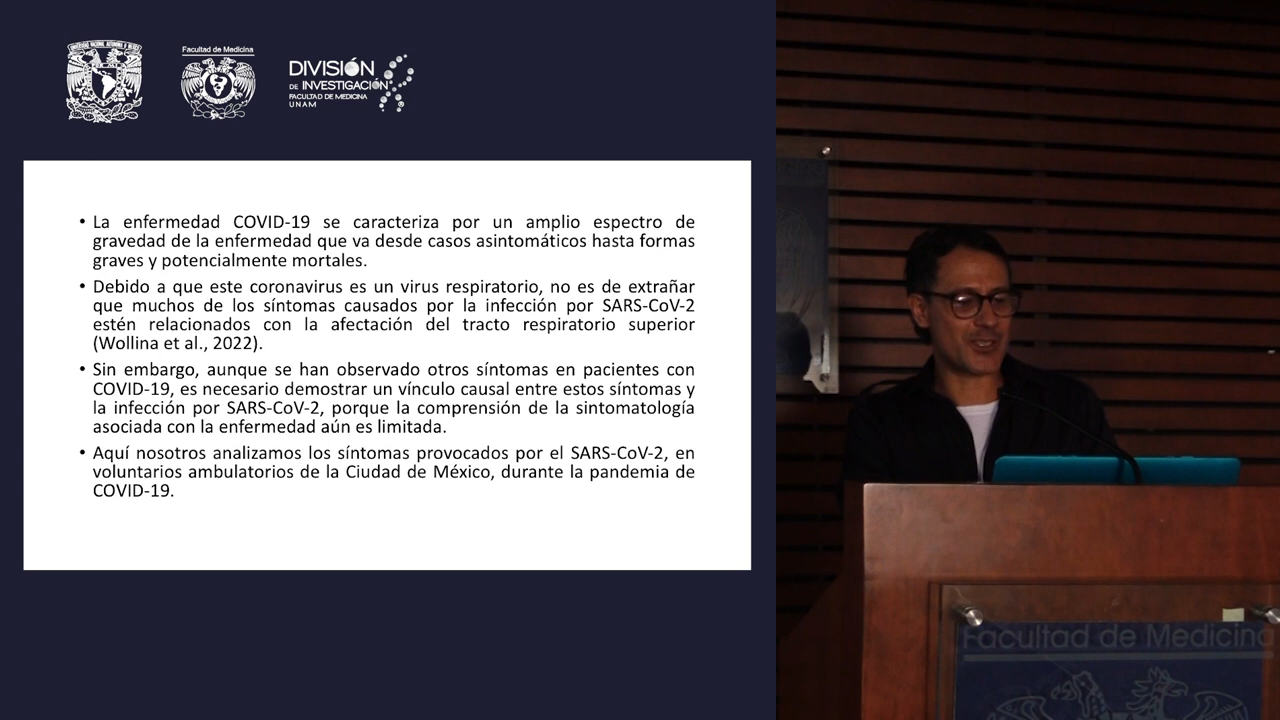 UNIVERSIDAD NACIONAL AUTONOMA DE MEXICO
Facultad de Medicina
DIVISIÓN
DE INVESTIGACIÓN
FACULTAD DE MEDICINA
UNAM
• La enfermedad COVID-19 se caracteriza por un amplio espectro de
gravedad de la enfermedad que va desde casos asintomáticos hasta formas
graves y potencialmente mortales.
• Debido a que este coronavirus es un virus respiratorio, no es de extrañar
que muchos de los síntomas causados por la infección por SARS-CoV-2
estén relacionados con la afectación del tracto respiratorio superior
(Wollina et al., 2022).
• Sin embargo, aunque se han observado otros síntomas en pacientes con
COVID-19, es necesario demostrar un vínculo causal entre estos síntomas y
la infección por SARS-CoV-2, porque la comprensión de la sintomatología
asociada con la enfermedad aún es limitada.
• Aquí nosotros analizamos los síntomas provocados por el SARS-CoV-2, en
voluntarios ambulatorios de la Ciudad de México, durante la pandemia de
COVID-19.
Facultad de Medicina